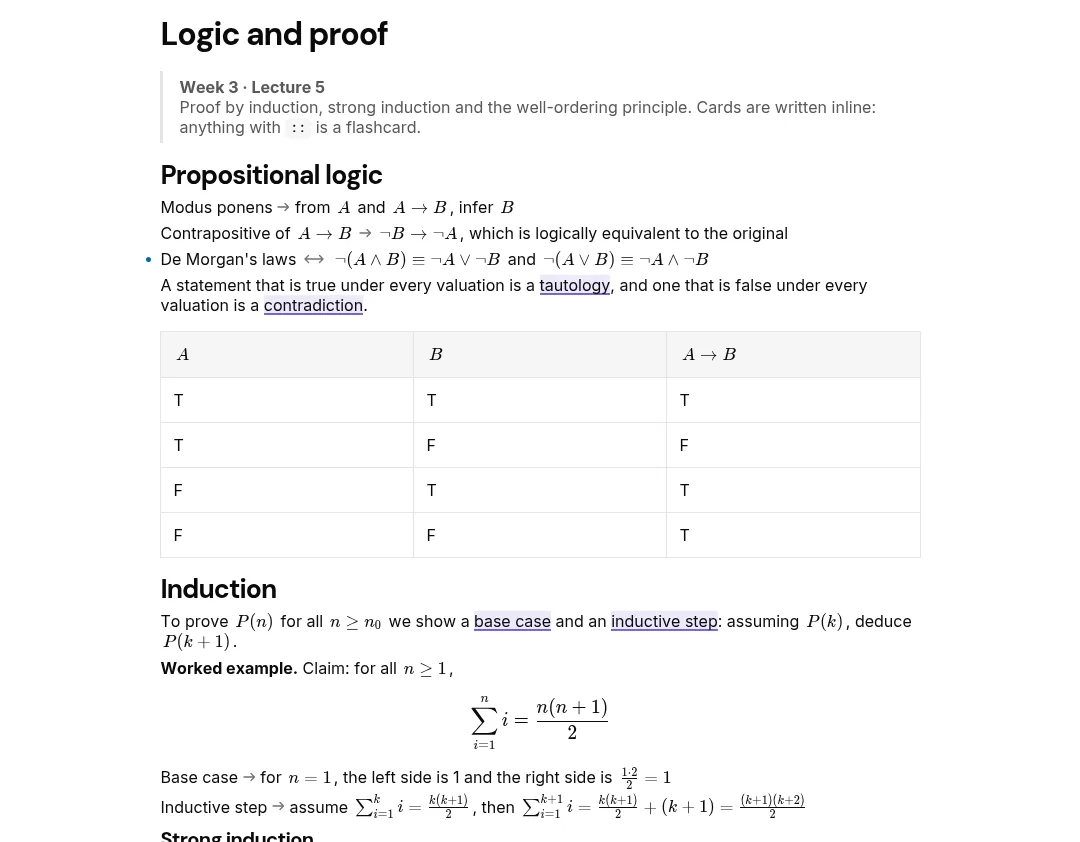 Logic and proof
Week 3 · Lecture 5
Proof by induction, strong induction and the well-ordering principle. Cards are written inline:
anything with :: is a flashcard.
Propositional logic
Modus ponens → from A and A → B, infer B
Contrapositive of A → B → ¬B → ¬A, which is logically equivalent to the original
• De Morgan's laws ↔ ¬(A ∧ B) ≡ ¬A ∨ ¬B and ¬(A ∨ B) ≡ ¬A ∧ ¬B
A statement that is true under every valuation is a tautology, and one that is false under every
valuation is a contradiction.
A B A → B
T T T
T F F
F T T
F F T
Induction
To prove P(n) for all n ≥ n₀ we show a base case and an inductive step: assuming P(k), deduce
P(k + 1).
Worked example. Claim: for all n ≥ 1,
∑_{i=1}^{n} i = n(n + 1)/2
Base case → for n = 1, the left side is 1 and the right side is 1·2/2 = 1
Inductive step → assume ∑_{i=1}^{k} i = k(k+1)/2, then ∑_{i=1}^{k+1} i = k(k+1)/2 + (k + 1) = (k+1)(k+2)/2
Strong induction